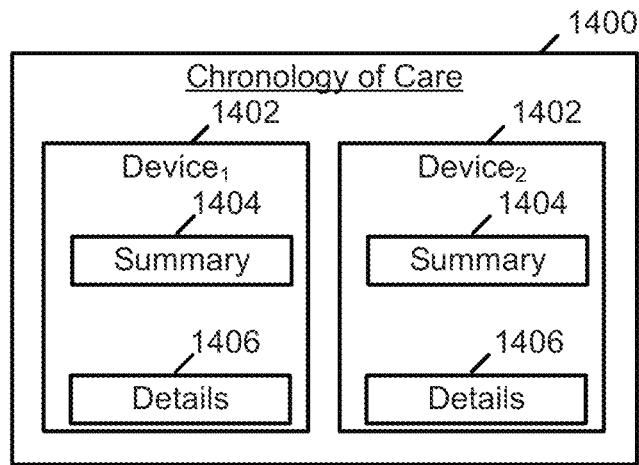 1400
Chronology of Care
1402 1402
Device₁ Device₂
1404 1404
Summary Summary
1406 1406
Details Details